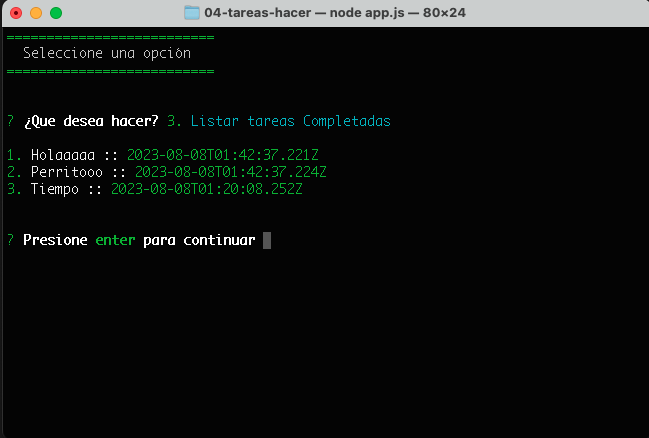 04-tareas-hacer — node app.js — 80×24
==========================
Seleccione una opción
==========================
? ¿Que desea hacer? 3. Listar tareas Completadas
1. Holaaaaa :: 2023-08-08T01:42:37.221Z
2. Perritooo :: 2023-08-08T01:42:37.224Z
3. Tiempo :: 2023-08-08T01:20:08.252Z
? Presione enter para continuar